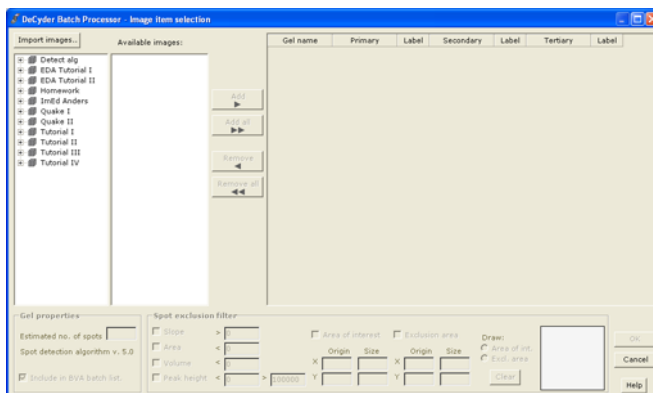 DeCyder Batch Processor - Image item selection
Import images..
Available images:
Gel name Primary Label Secondary Label Tertiary Label
Detect alg
EDA Tutorial I
EDA Tutorial II
Homework
ImEd Anders
Quake I
Quake II
Tutorial I
Tutorial II
Tutorial III
Tutorial IV
Add
Add all
Remove
Remove all
Gel properties
Estimated no. of spots
Spot detection algorithm v. 5.0
Include in BVA batch list.
Spot exclusion filter
Slope > 0
Area < 0
Volume < 0
Peak height < 0 > 100000
Area of interest
Exclusion area
Origin Size Origin Size
X X
Y Y
Draw:
Area of int.
Excl. area
Clear
OK
Cancel
Help